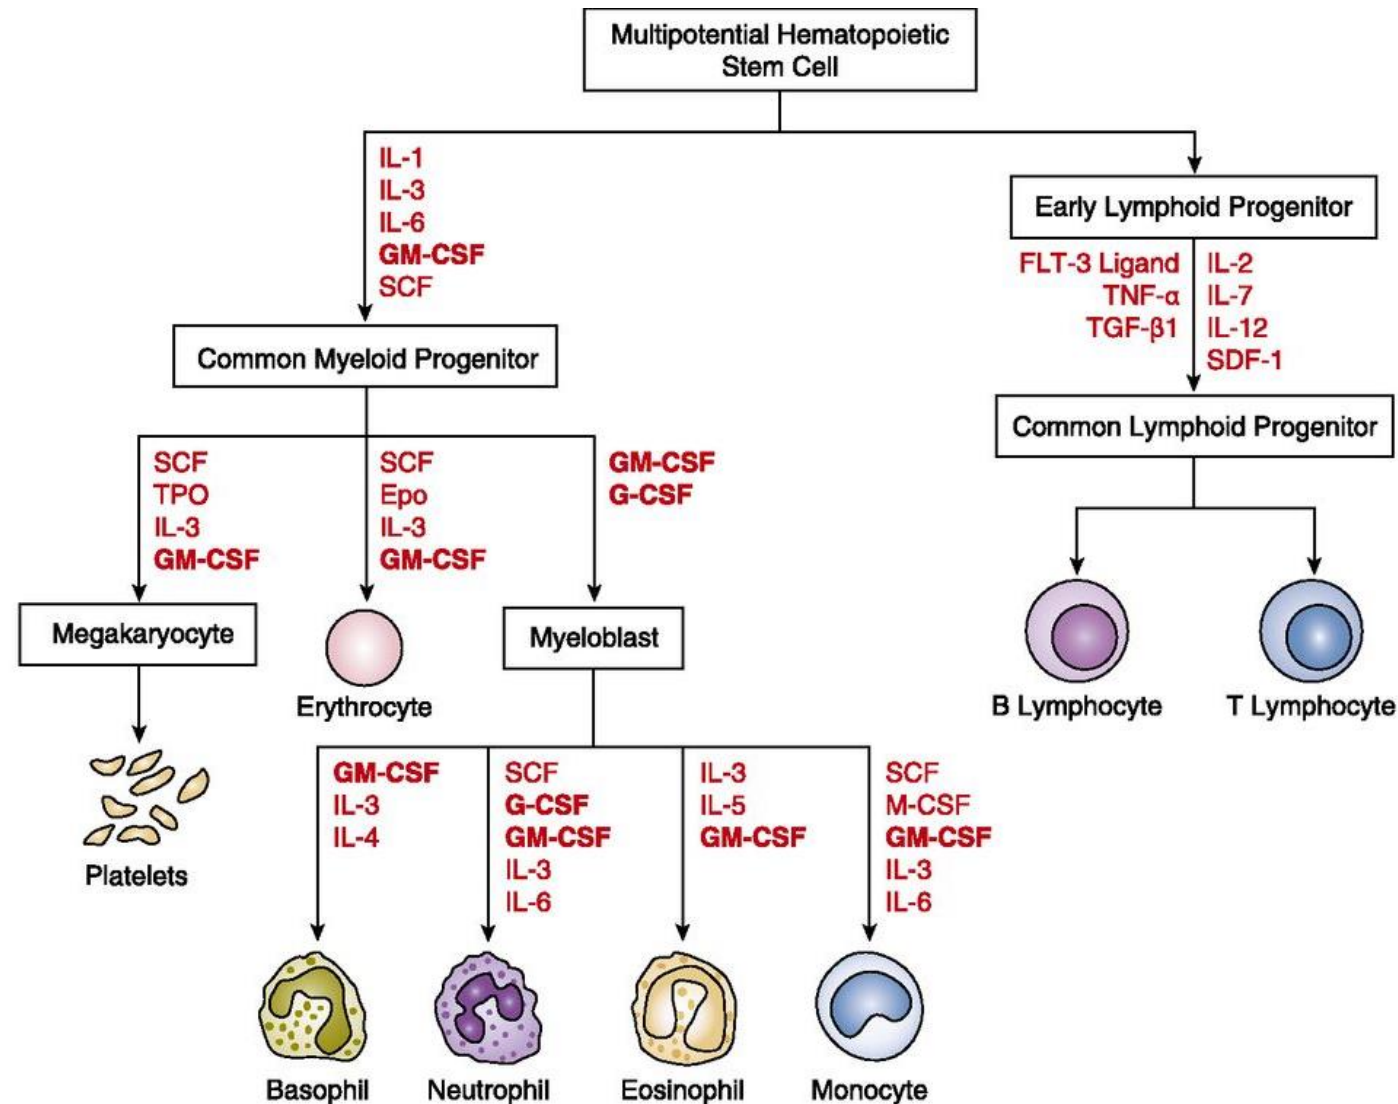 Multipotential Hematopoietic
Stem Cell
IL-1
IL-3
IL-6
GM-CSF
SCF
Early Lymphoid Progenitor
FLT-3 Ligand
TNF-α
TGF-β1
IL-2
IL-7
IL-12
SDF-1
Common Myeloid Progenitor
Common Lymphoid Progenitor
SCF
TPO
IL-3
GM-CSF
SCF
Epo
IL-3
GM-CSF
GM-CSF
G-CSF
Megakaryocyte
Erythrocyte
Myeloblast
B Lymphocyte
T Lymphocyte
Platelets
GM-CSF
IL-3
IL-4
SCF
G-CSF
GM-CSF
IL-3
IL-6
IL-3
IL-5
GM-CSF
SCF
M-CSF
GM-CSF
IL-3
IL-6
Basophil
Neutrophil
Eosinophil
Monocyte